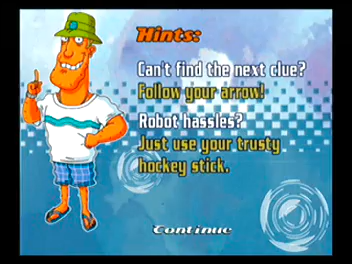 Hints:
Can't find the next clue?
Follow your arrow!
Robot hassles?
Just use your trusty
hockey stick.
Continue